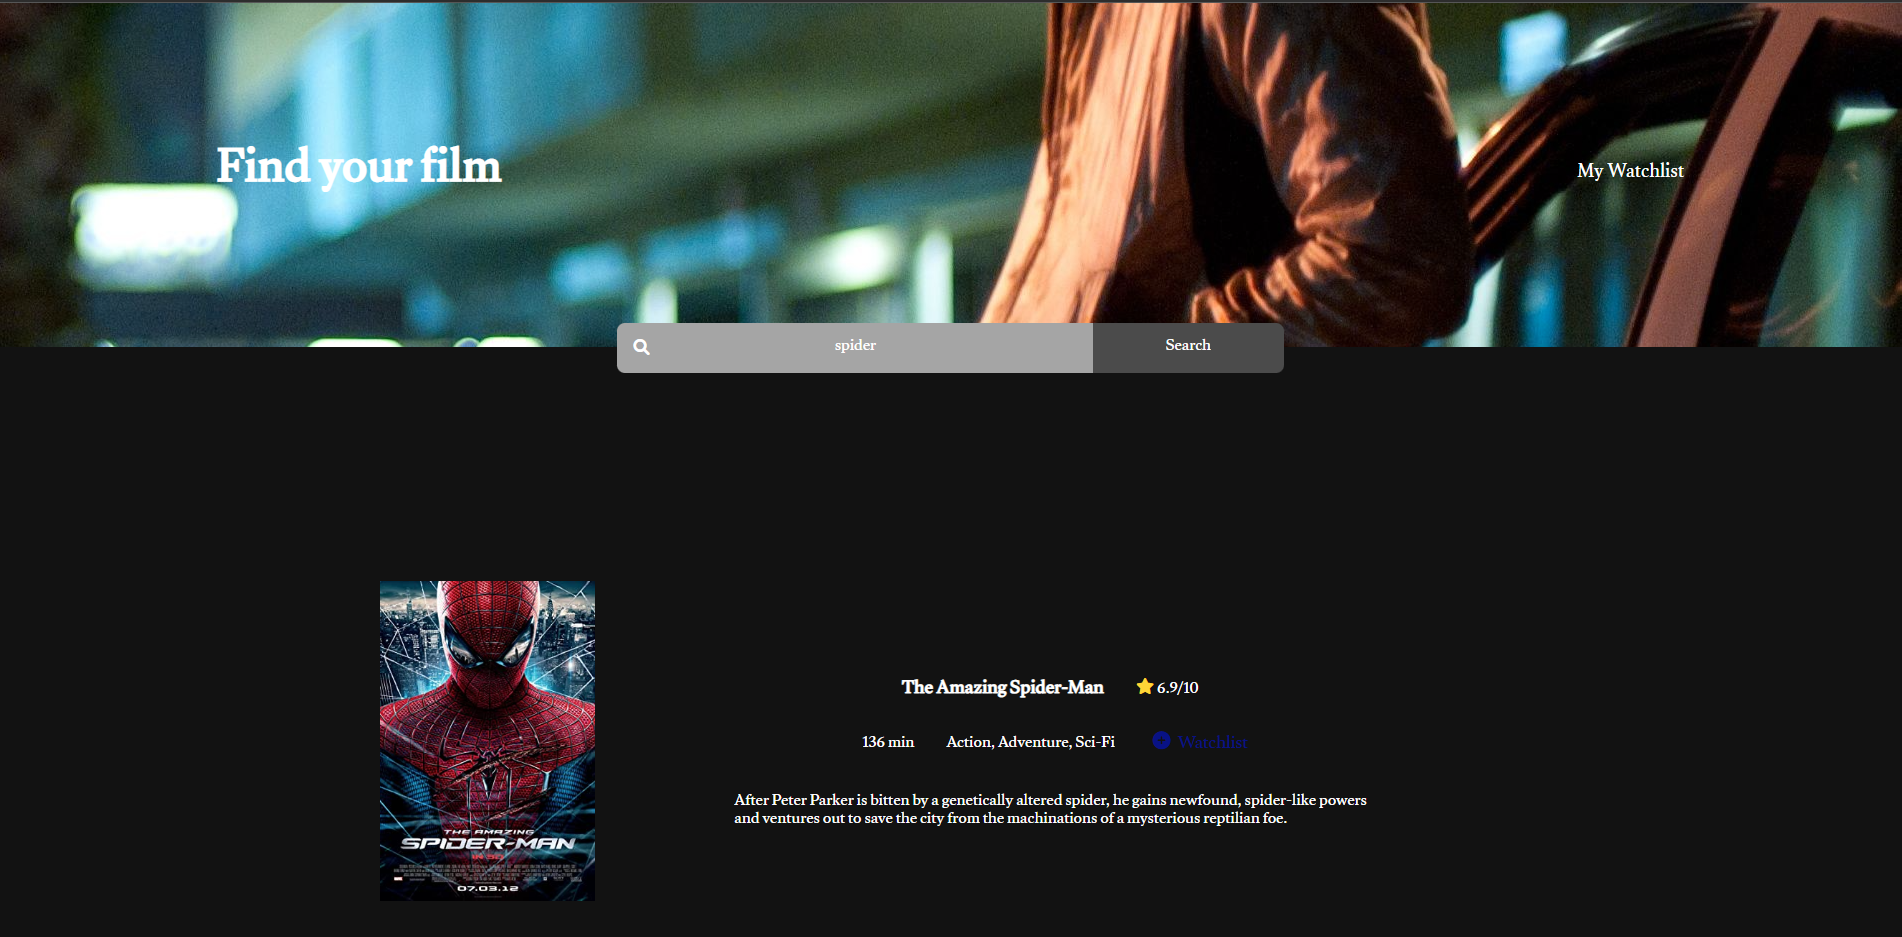 Find your film
My Watchlist
spider
Search
The Amazing Spider-Man
6.9/10
136 min
Action, Adventure, Sci-Fi
Watchlist
After Peter Parker is bitten by a genetically altered spider, he gains newfound, spider-like powers
and ventures out to save the city from the machinations of a mysterious reptilian foe.
THE AMAZING
SPIDER-MAN
07.03.12